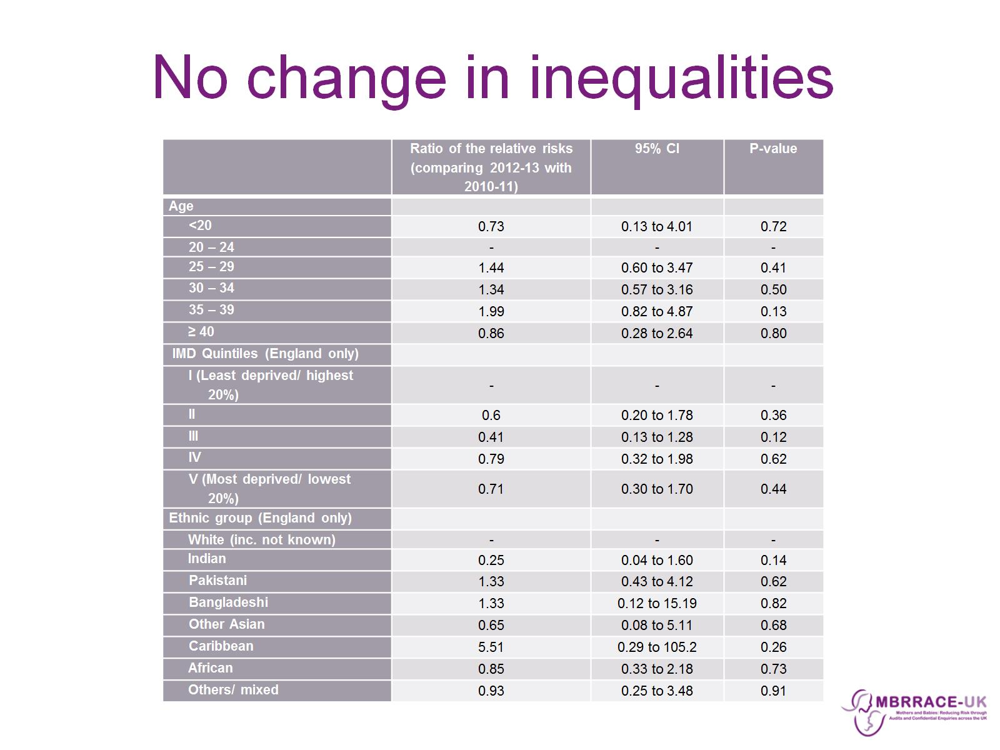 No change in inequalities
Ratio of the relative risks
(comparing 2012-13 with
2010-11)
95% CI
P-value
Age
<20 0.73 0.13 to 4.01 0.72
20 – 24 - - -
25 – 29 1.44 0.60 to 3.47 0.41
30 – 34 1.34 0.57 to 3.16 0.50
35 – 39 1.99 0.82 to 4.87 0.13
≥ 40 0.86 0.28 to 2.64 0.80
IMD Quintiles (England only)
I (Least deprived/ highest
20%) - - -
II 0.6 0.20 to 1.78 0.36
III 0.41 0.13 to 1.28 0.12
IV 0.79 0.32 to 1.98 0.62
V (Most deprived/ lowest
20%) 0.71 0.30 to 1.70 0.44
Ethnic group (England only)
White (inc. not known) - - -
Indian 0.25 0.04 to 1.60 0.14
Pakistani 1.33 0.43 to 4.12 0.62
Bangladeshi 1.33 0.12 to 15.19 0.82
Other Asian 0.65 0.08 to 5.11 0.68
Caribbean 5.51 0.29 to 105.2 0.26
African 0.85 0.33 to 2.18 0.73
Others/ mixed 0.93 0.25 to 3.48 0.91
MBRRACE-UK
Mothers and Babies: Reducing Risk through
Audits and Confidential Enquiries across the UK